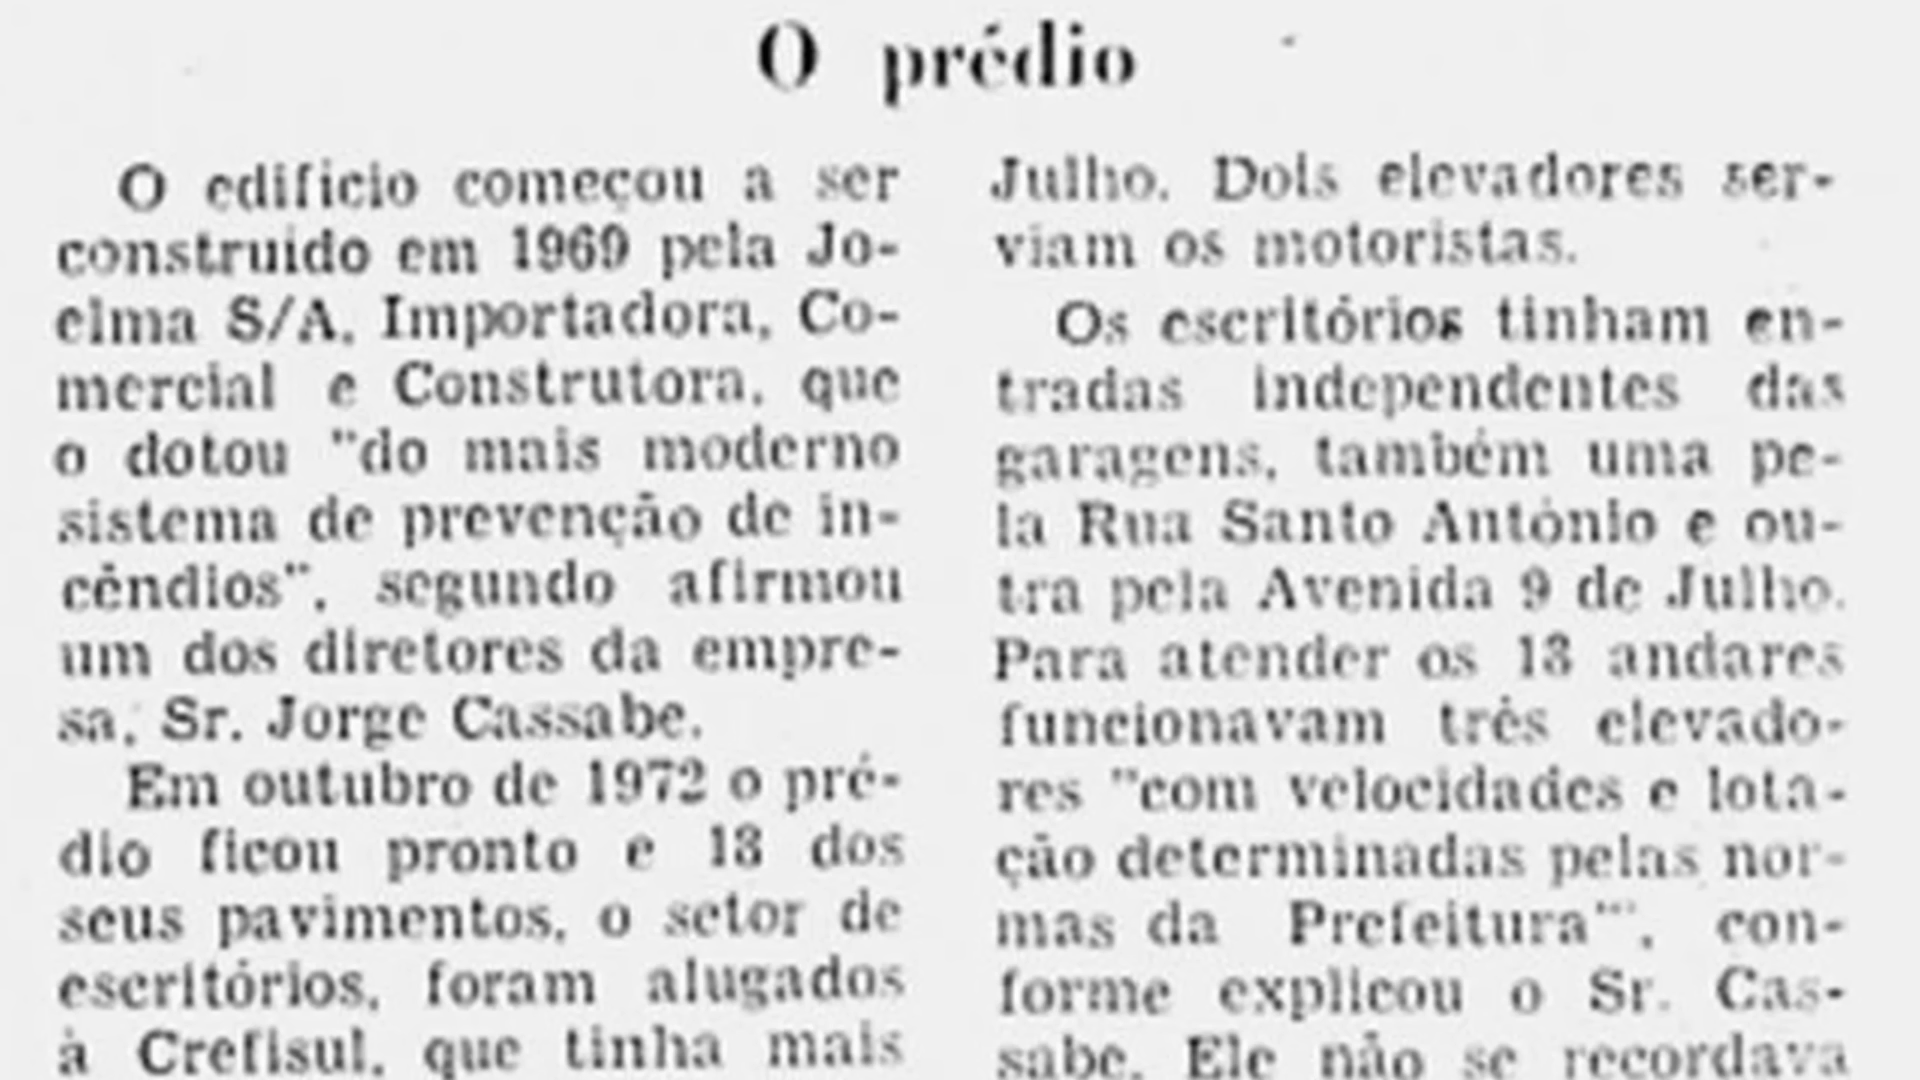 O prédio
O edifício começou a ser
construido em 1969 pela Jo-
elma S/A, Importadora, Co-
mercial e Construtora, que
o dotou "do mais moderno
sistema de prevenção de in-
cêndios", segundo afirmou
um dos diretores da empre-
sa, Sr. Jorge Cassabe.
Em outubro de 1972 o pré-
dio ficou pronto e 13 dos
seus pavimentos, o setor de
escritórios, foram alugados
à Crefisul, que tinha mais
Julho. Dois elevadores ser-
viam os motoristas.
Os escritórios tinham en-
tradas independentes das
garagens, também uma pe-
la Rua Santo Antônio e ou-
tra pela Avenida 9 de Julho.
Para atender os 13 andares
funcionavam três elevado-
res "com velocidades e lota-
ção determinadas pelas nor-
mas da Prefeitura"', con-
forme explicou o Sr. Cas-
sabe. Ele não se recordava